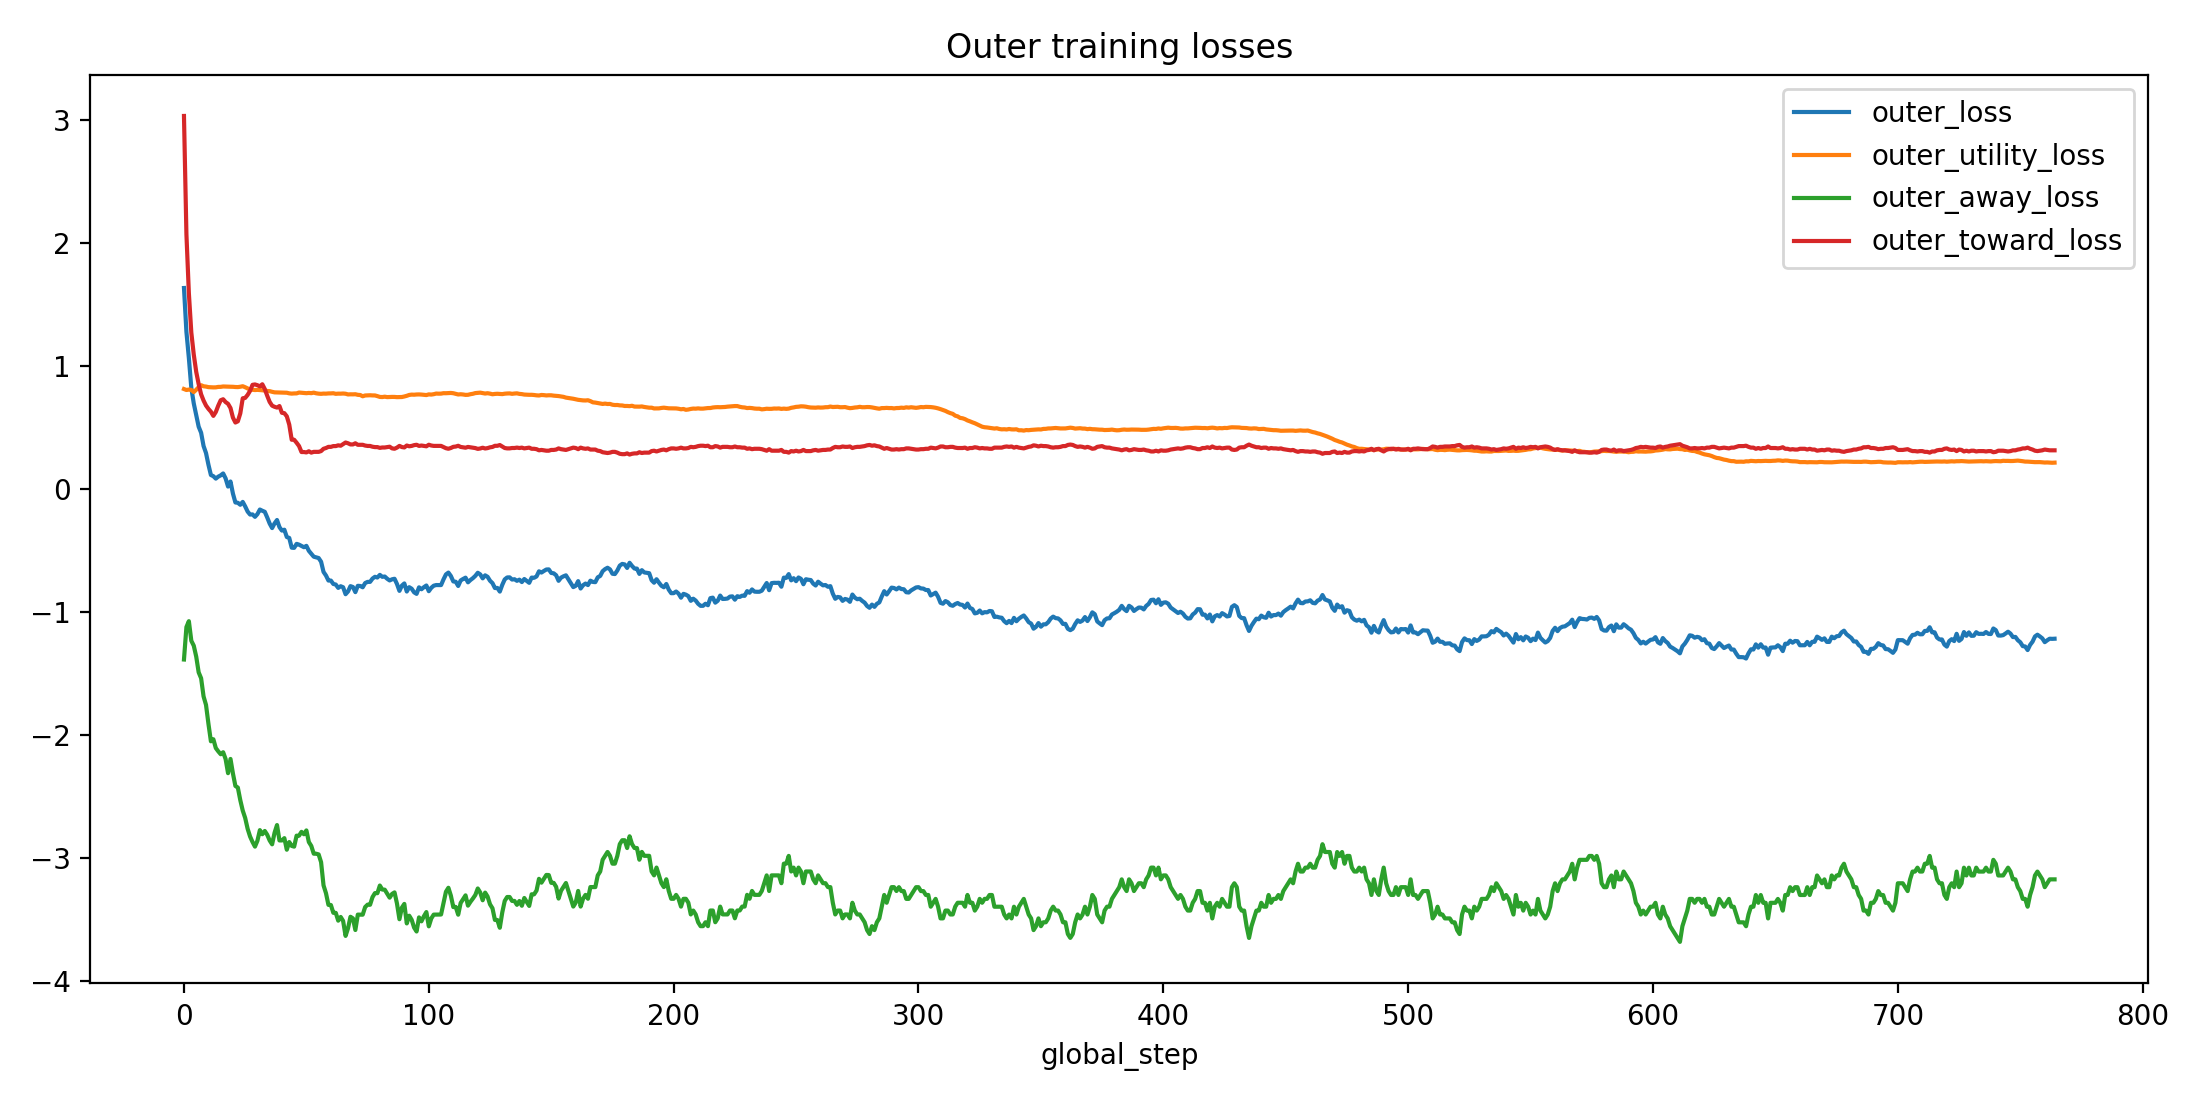 Outer training losses
outer_loss
outer_utility_loss
outer_away_loss
outer_toward_loss
3
2
1
0
−1
−2
−3
−4
0 100 200 300 400 500 600 700 800
global_step